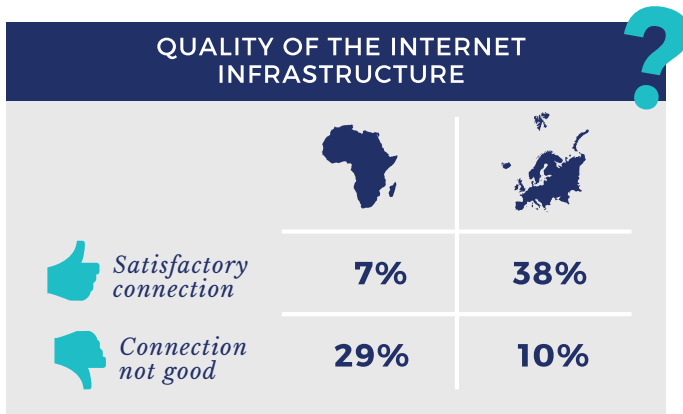 QUALITY OF THE INTERNET
INFRASTRUCTURE
?
Satisfactory
connection
7%
38%
Connection
not good
29%
10%